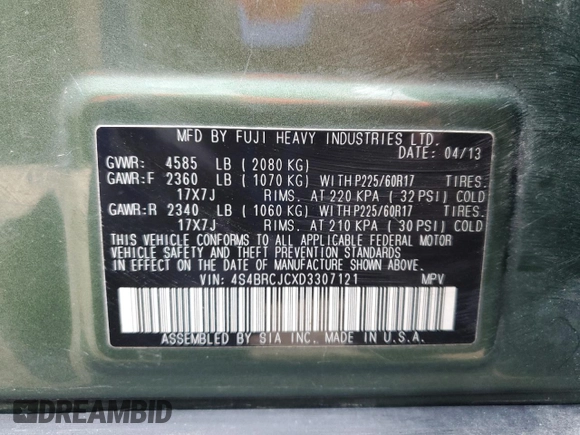 MFD BY FUJI HEAVY INDUSTRIES LTD.
DATE: 04/13
GVWR: 4585 LB ( 2080 KG)
GAWR:F 2360 LB ( 1070 KG) WITH P225/60R17 TIRES.
17X7J RIMS. AT 220 KPA ( 32 PSI) COLD
GAWR:R 2340 LB ( 1060 KG) WITH P225/60R17 TIRES.
17X7J RIMS. AT 210 KPA ( 30 PSI) COLD
THIS VEHICLE CONFORMS TO ALL APPLICABLE FEDERAL MOTOR
VEHICLE SAFETY AND THEFT PREVENTION STANDARDS IN EFFECT
ON THE DATE OF MANUFACTURE SHOWN ABOVE.
VIN: 4S4BRCJCXD3307121 MPV
ASSEMBLED BY SIA INC. MADE IN U.S.A.
DREAMBID